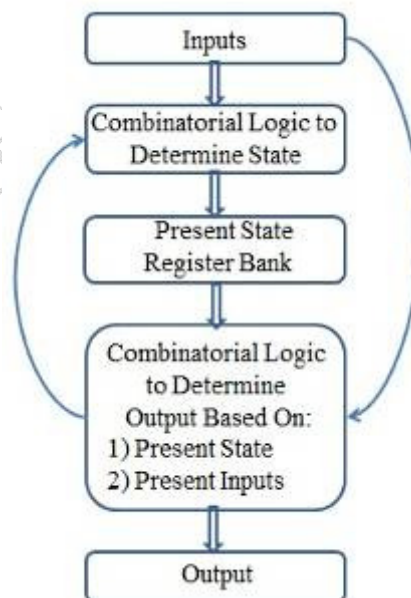 Inputs
Combinatorial Logic to
Determine State
Present State
Register Bank
Combinatorial Logic
to Determine
Output Based On:
1) Present State
2) Present Inputs
Output